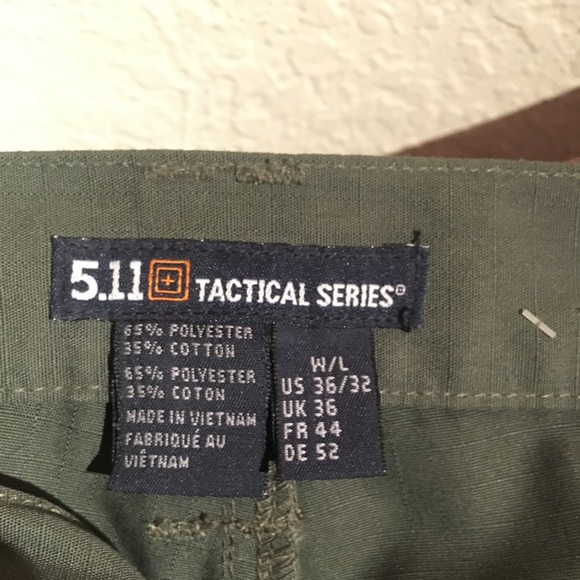 5.11 TACTICAL SERIES®
65% POLYESTER
35% COTTON
65% POLYESTER
35% COTON
MADE IN VIETNAM
FABRIQUÉ AU
VIÊTNAM
W/L
US 36/32
UK 36
FR 44
DE 52